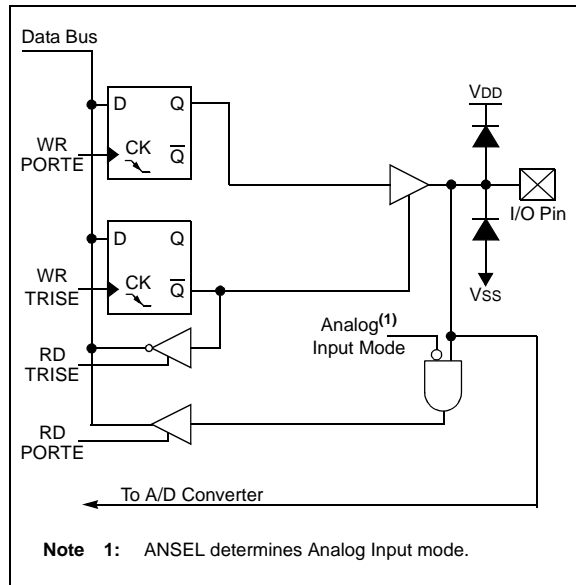 Data Bus
D Q
WR
PORTE
CK
Q
VDD
I/O Pin
D Q
WR
TRISE
CK
Q
VSS
Analog(1)
Input Mode
RD
TRISE
RD
PORTE
To A/D Converter
Note 1: ANSEL determines Analog Input mode.